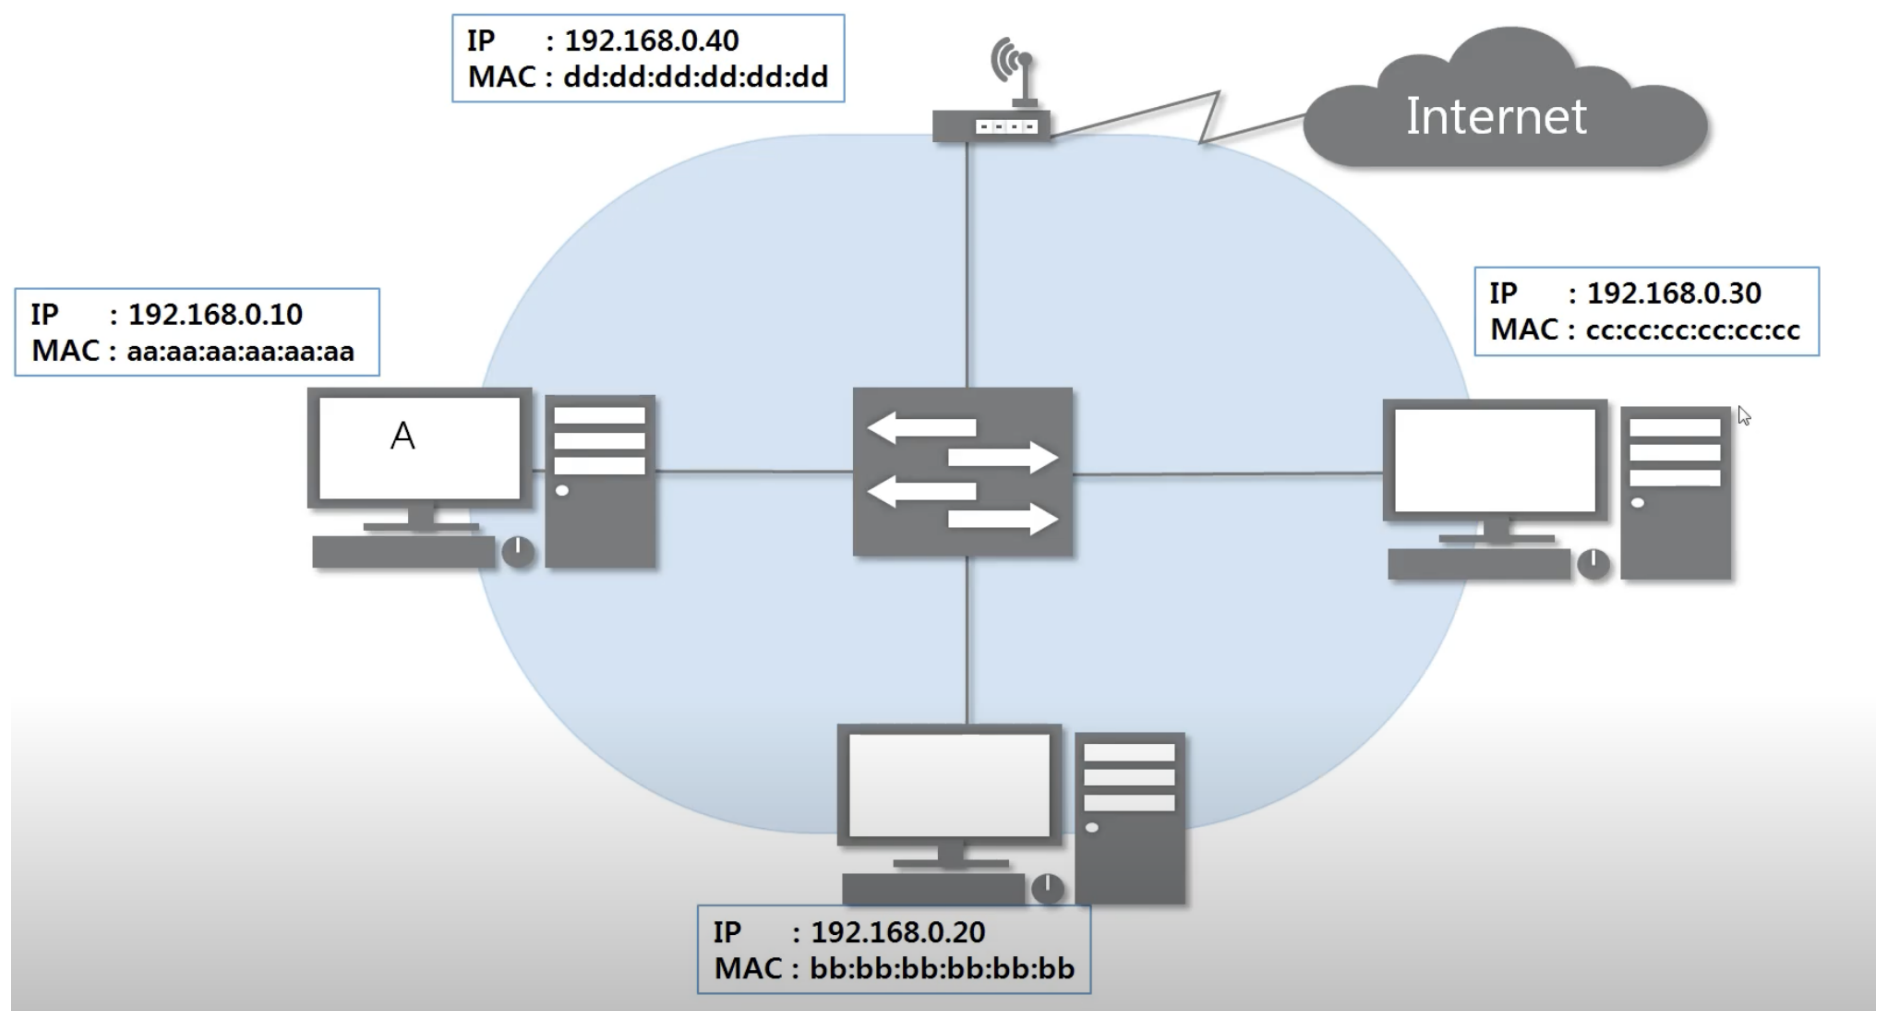 IP : 192.168.0.40
MAC : dd:dd:dd:dd:dd:dd
Internet
IP : 192.168.0.10
MAC : aa:aa:aa:aa:aa:aa
IP : 192.168.0.30
MAC : cc:cc:cc:cc:cc:cc
A
IP : 192.168.0.20
MAC : bb:bb:bb:bb:bb:bb